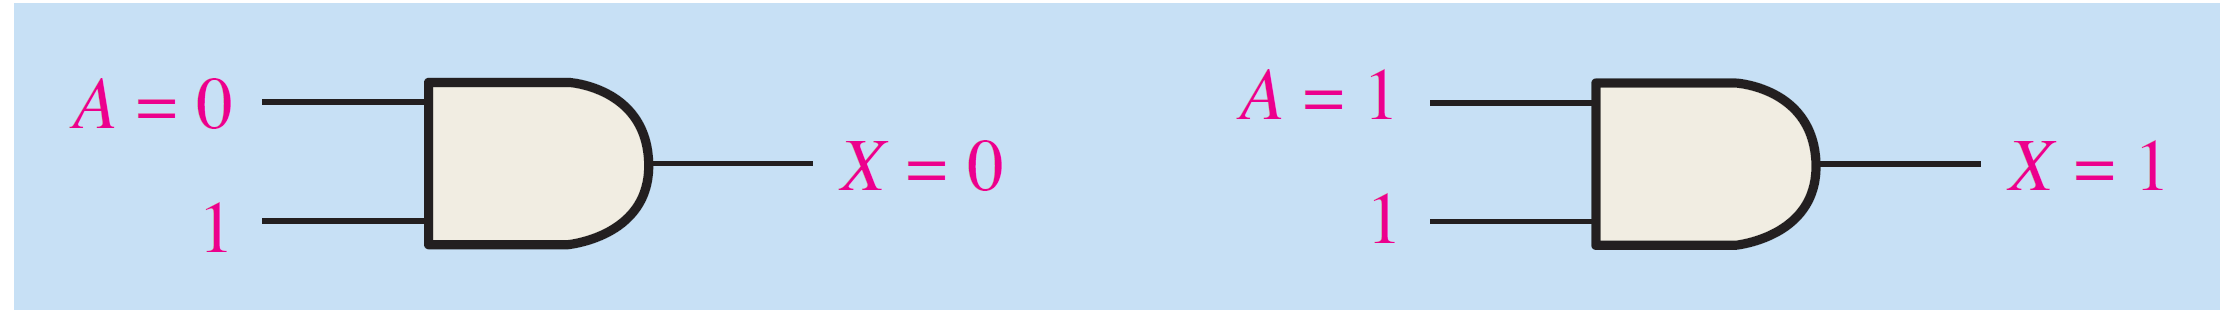 A = 0
1
X = 0
A = 1
1
X = 1